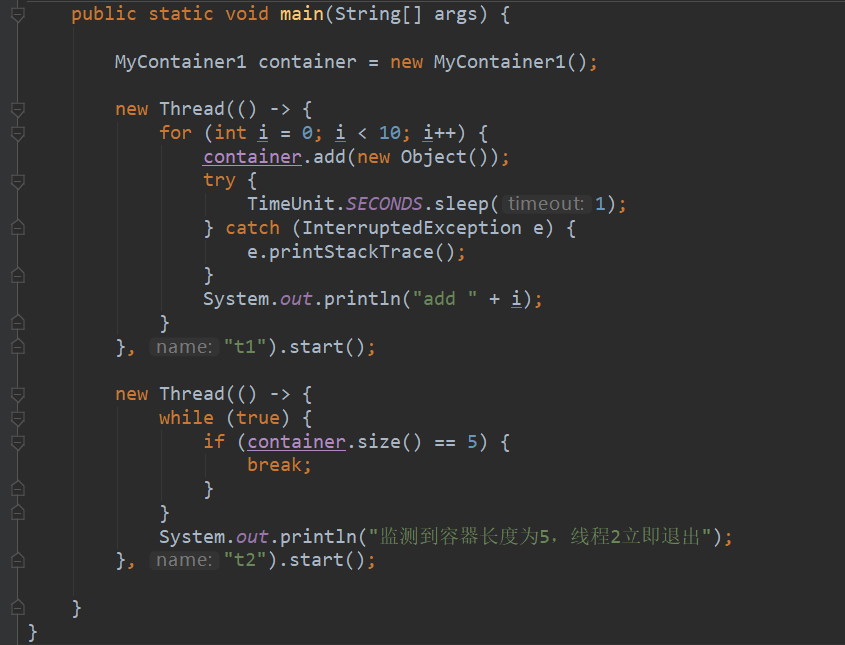 public static void main(String[] args) {
MyContainer1 container = new MyContainer1();
new Thread(() -> {
for (int i = 0; i < 10; i++) {
container.add(new Object());
try {
TimeUnit.SECONDS.sleep( timeout: 1);
} catch (InterruptedException e) {
e.printStackTrace();
}
System.out.println("add " + i);
}
}, name: "t1").start();
new Thread(() -> {
while (true) {
if (container.size() == 5) {
break;
}
}
System.out.println("监测到容器长度为5，线程2立即退出");
}, name: "t2").start();
}
}